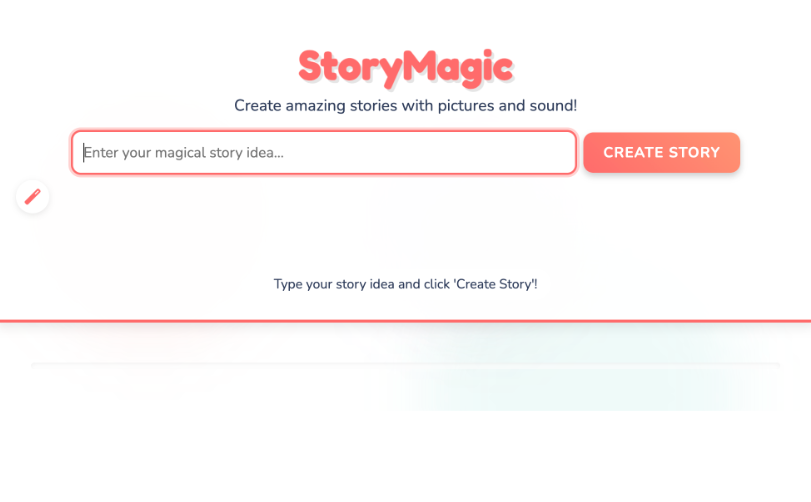 StoryMagic
Create amazing stories with pictures and sound!
Enter your magical story idea...
CREATE STORY
Type your story idea and click 'Create Story'!